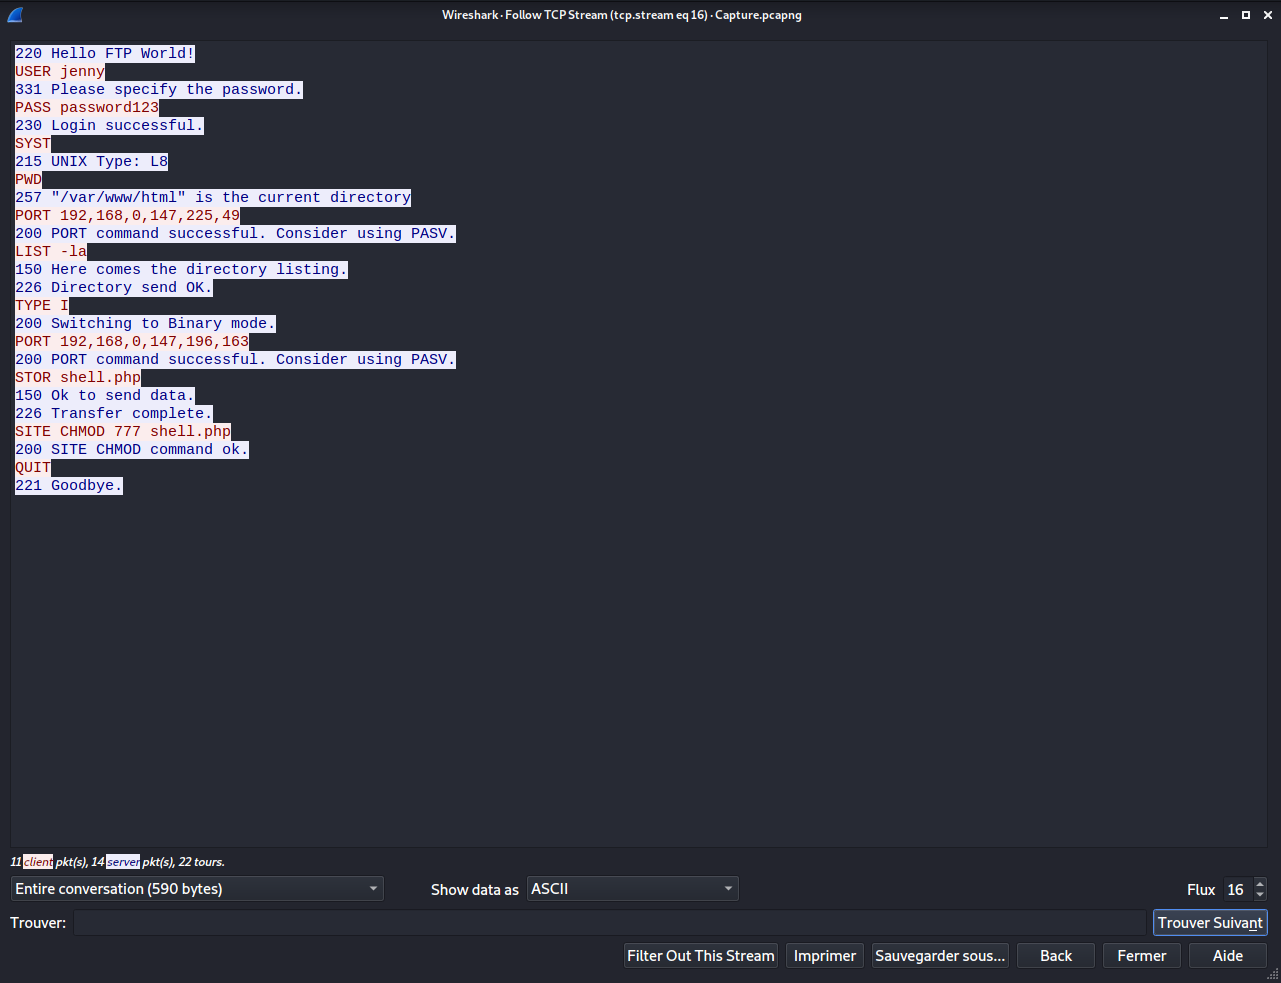 Wireshark · Follow TCP Stream (tcp.stream eq 16) · Capture.pcapng
220 Hello FTP World!
USER jenny
331 Please specify the password.
PASS password123
230 Login successful.
SYST
215 UNIX Type: L8
PWD
257 "/var/www/html" is the current directory
PORT 192,168,0,147,225,49
200 PORT command successful. Consider using PASV.
LIST -la
150 Here comes the directory listing.
226 Directory send OK.
TYPE I
200 Switching to Binary mode.
PORT 192,168,0,147,196,163
200 PORT command successful. Consider using PASV.
STOR shell.php
150 Ok to send data.
226 Transfer complete.
SITE CHMOD 777 shell.php
200 SITE CHMOD command ok.
QUIT
221 Goodbye.
11 client pkt(s), 14 server pkt(s), 22 tours.
Entire conversation (590 bytes) Show data as ASCII Flux 16
Trouver: Trouver Suivant
Filter Out This Stream Imprimer Sauvegarder sous... Back Fermer Aide